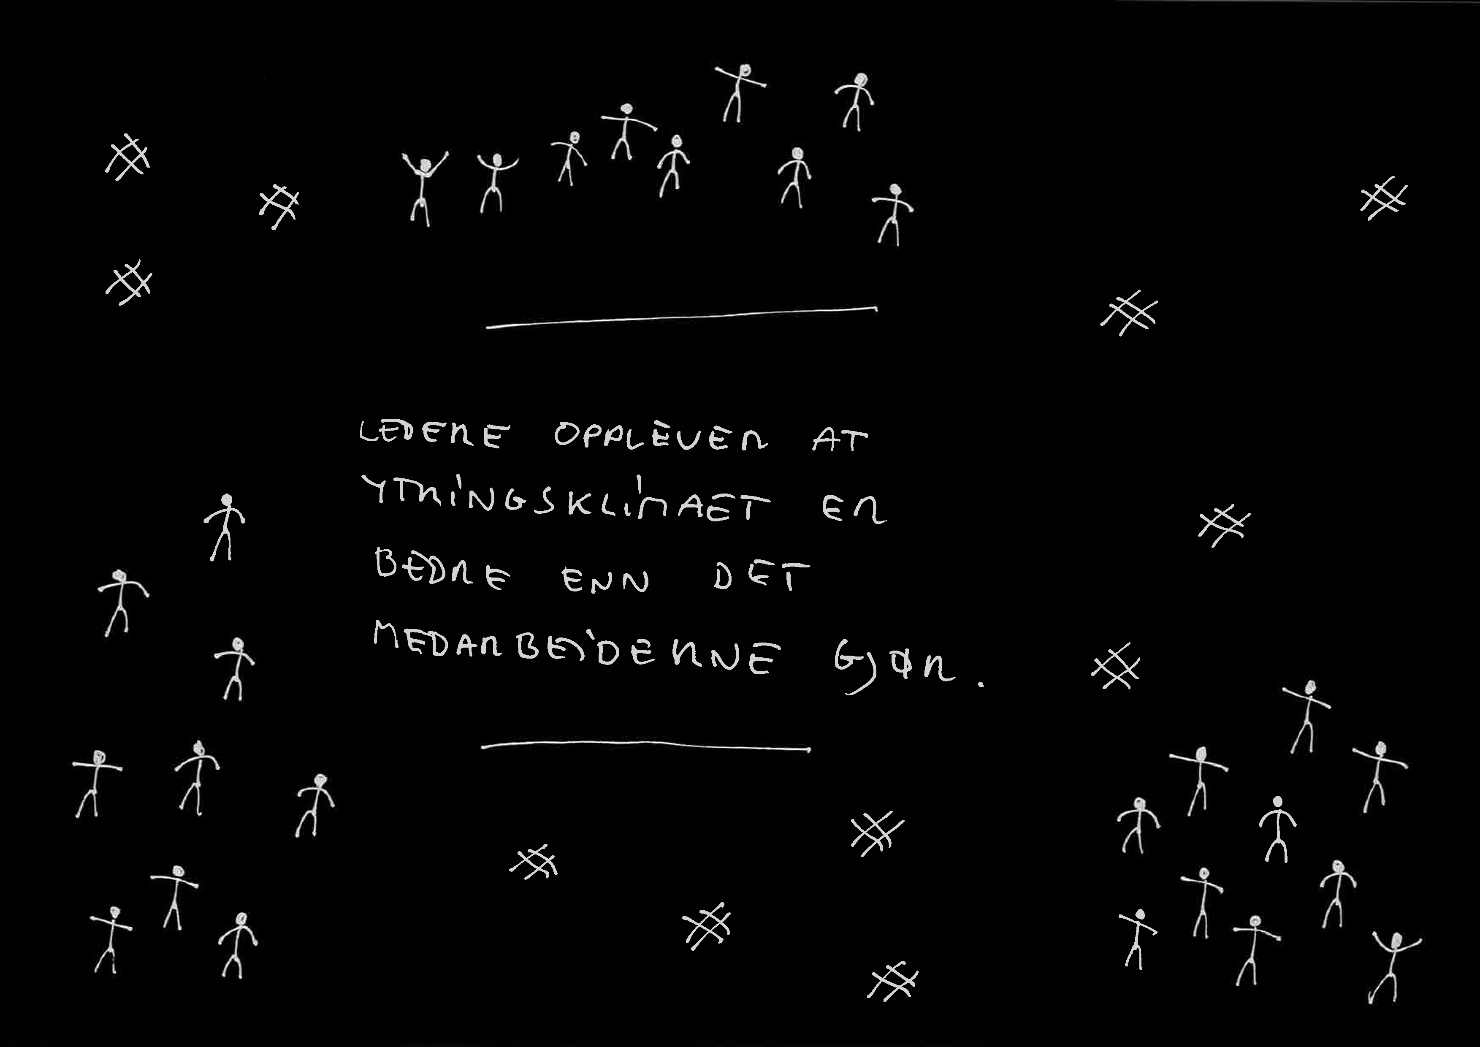 LEDERE OPPLEVER AT
YTRINGSKLIMAET ER
BEDRE ENN DET
MEDARBEIDERNE GJØR.